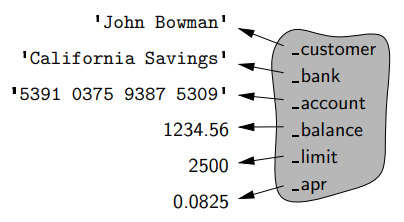 'John Bowman'
_customer
'California Savings'
_bank
'5391 0375 9387 5309'
_account
1234.56
_balance
2500
_limit
0.0825
_apr